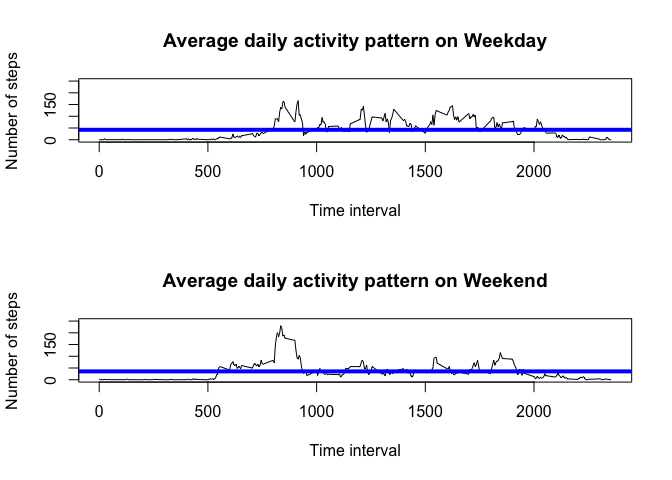 Average daily activity pattern on Weekday
Number of steps
150
0
0 500 1000 1500 2000
Time interval
Average daily activity pattern on Weekend
Number of steps
150
0
0 500 1000 1500 2000
Time interval